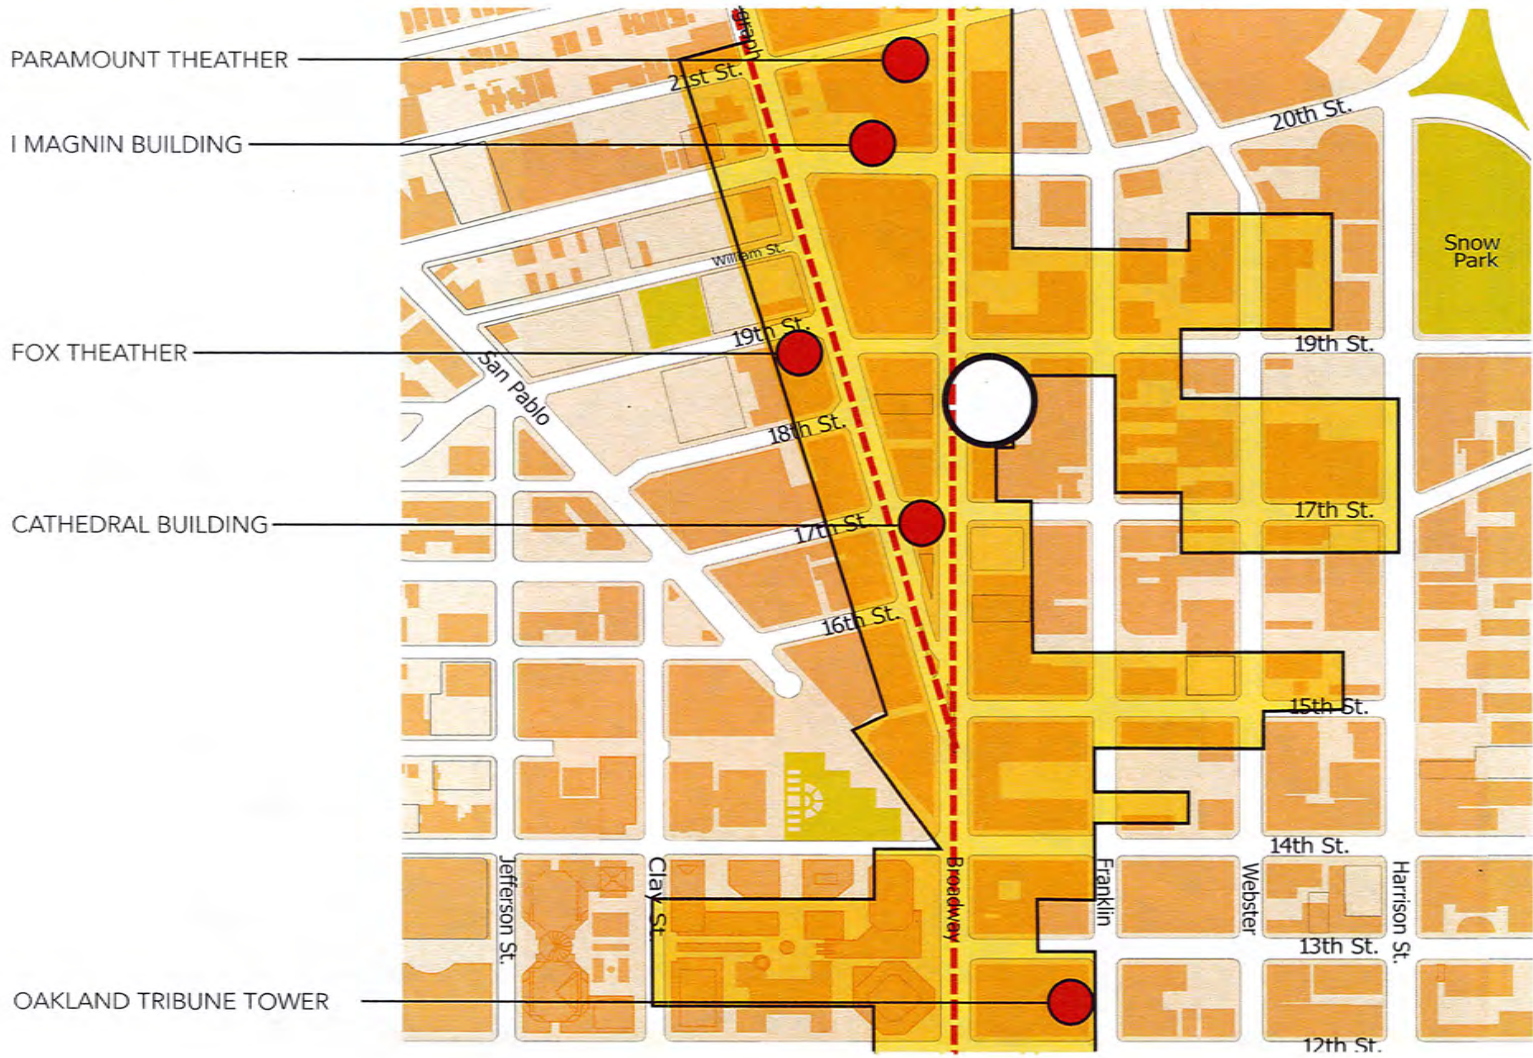 PARAMOUNT THEATHER
I MAGNIN BUILDING
FOX THEATHER
CATHEDRAL BUILDING
OAKLAND TRIBUNE TOWER
21st St.
20th St.
William St.
Snow
Park
19th St.
19th St.
San Pablo
18th St.
17th St.
17th St.
16th St.
15th St.
14th St.
Jefferson St.
Clay St.
Broadway
Franklin
Webster
Harrison St.
13th St.
12th St.